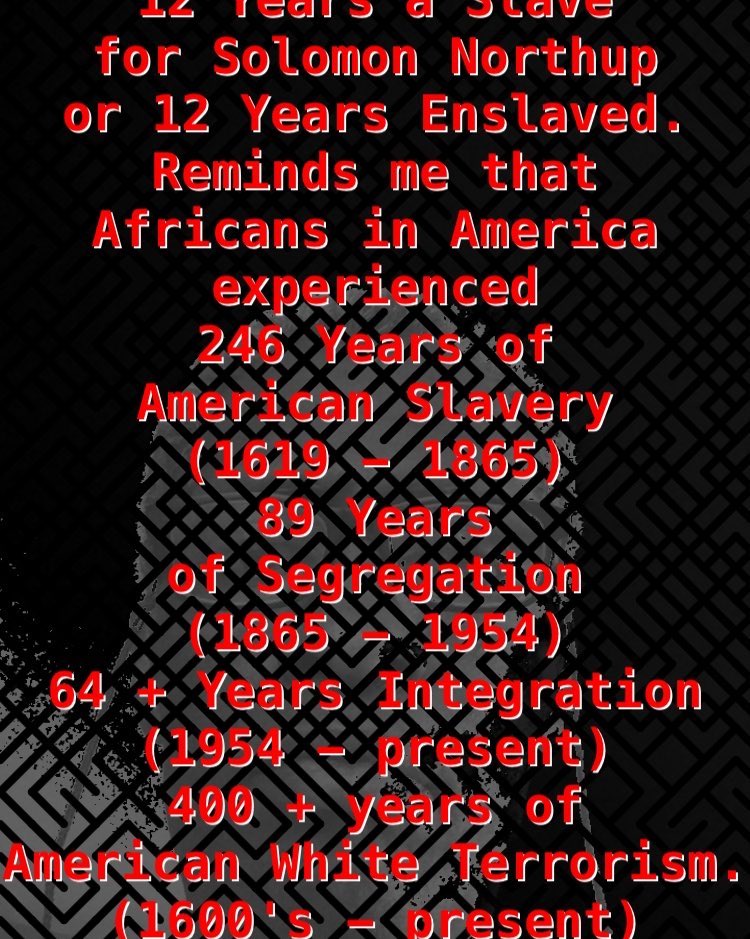 12 Years a Slave
for Solomon Northup
or 12 Years Enslaved.
Reminds me that
Africans in America
experienced
246 Years of
American Slavery
(1619 – 1865)
89 Years
of Segregation
(1865 – 1954)
64 + Years Integration
(1954 – present)
400 + years of
American White Terrorism.
(1600's – present)